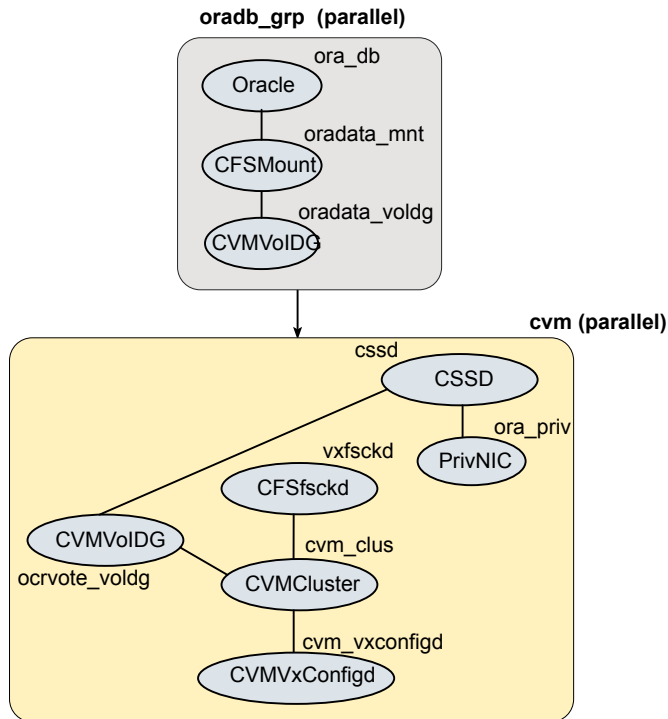 oradb_grp (parallel)
ora_db
Oracle
oradata_mnt
CFSMount
oradata_voldg
CVMVolDG
cvm (parallel)
cssd
CSSD
ora_priv
PrivNIC
vxfsckd
CFSfsckd
CVMVolDG
cvm_clus
ocrvote_voldg
CVMCluster
cvm_vxconfigd
CVMVxConfigd